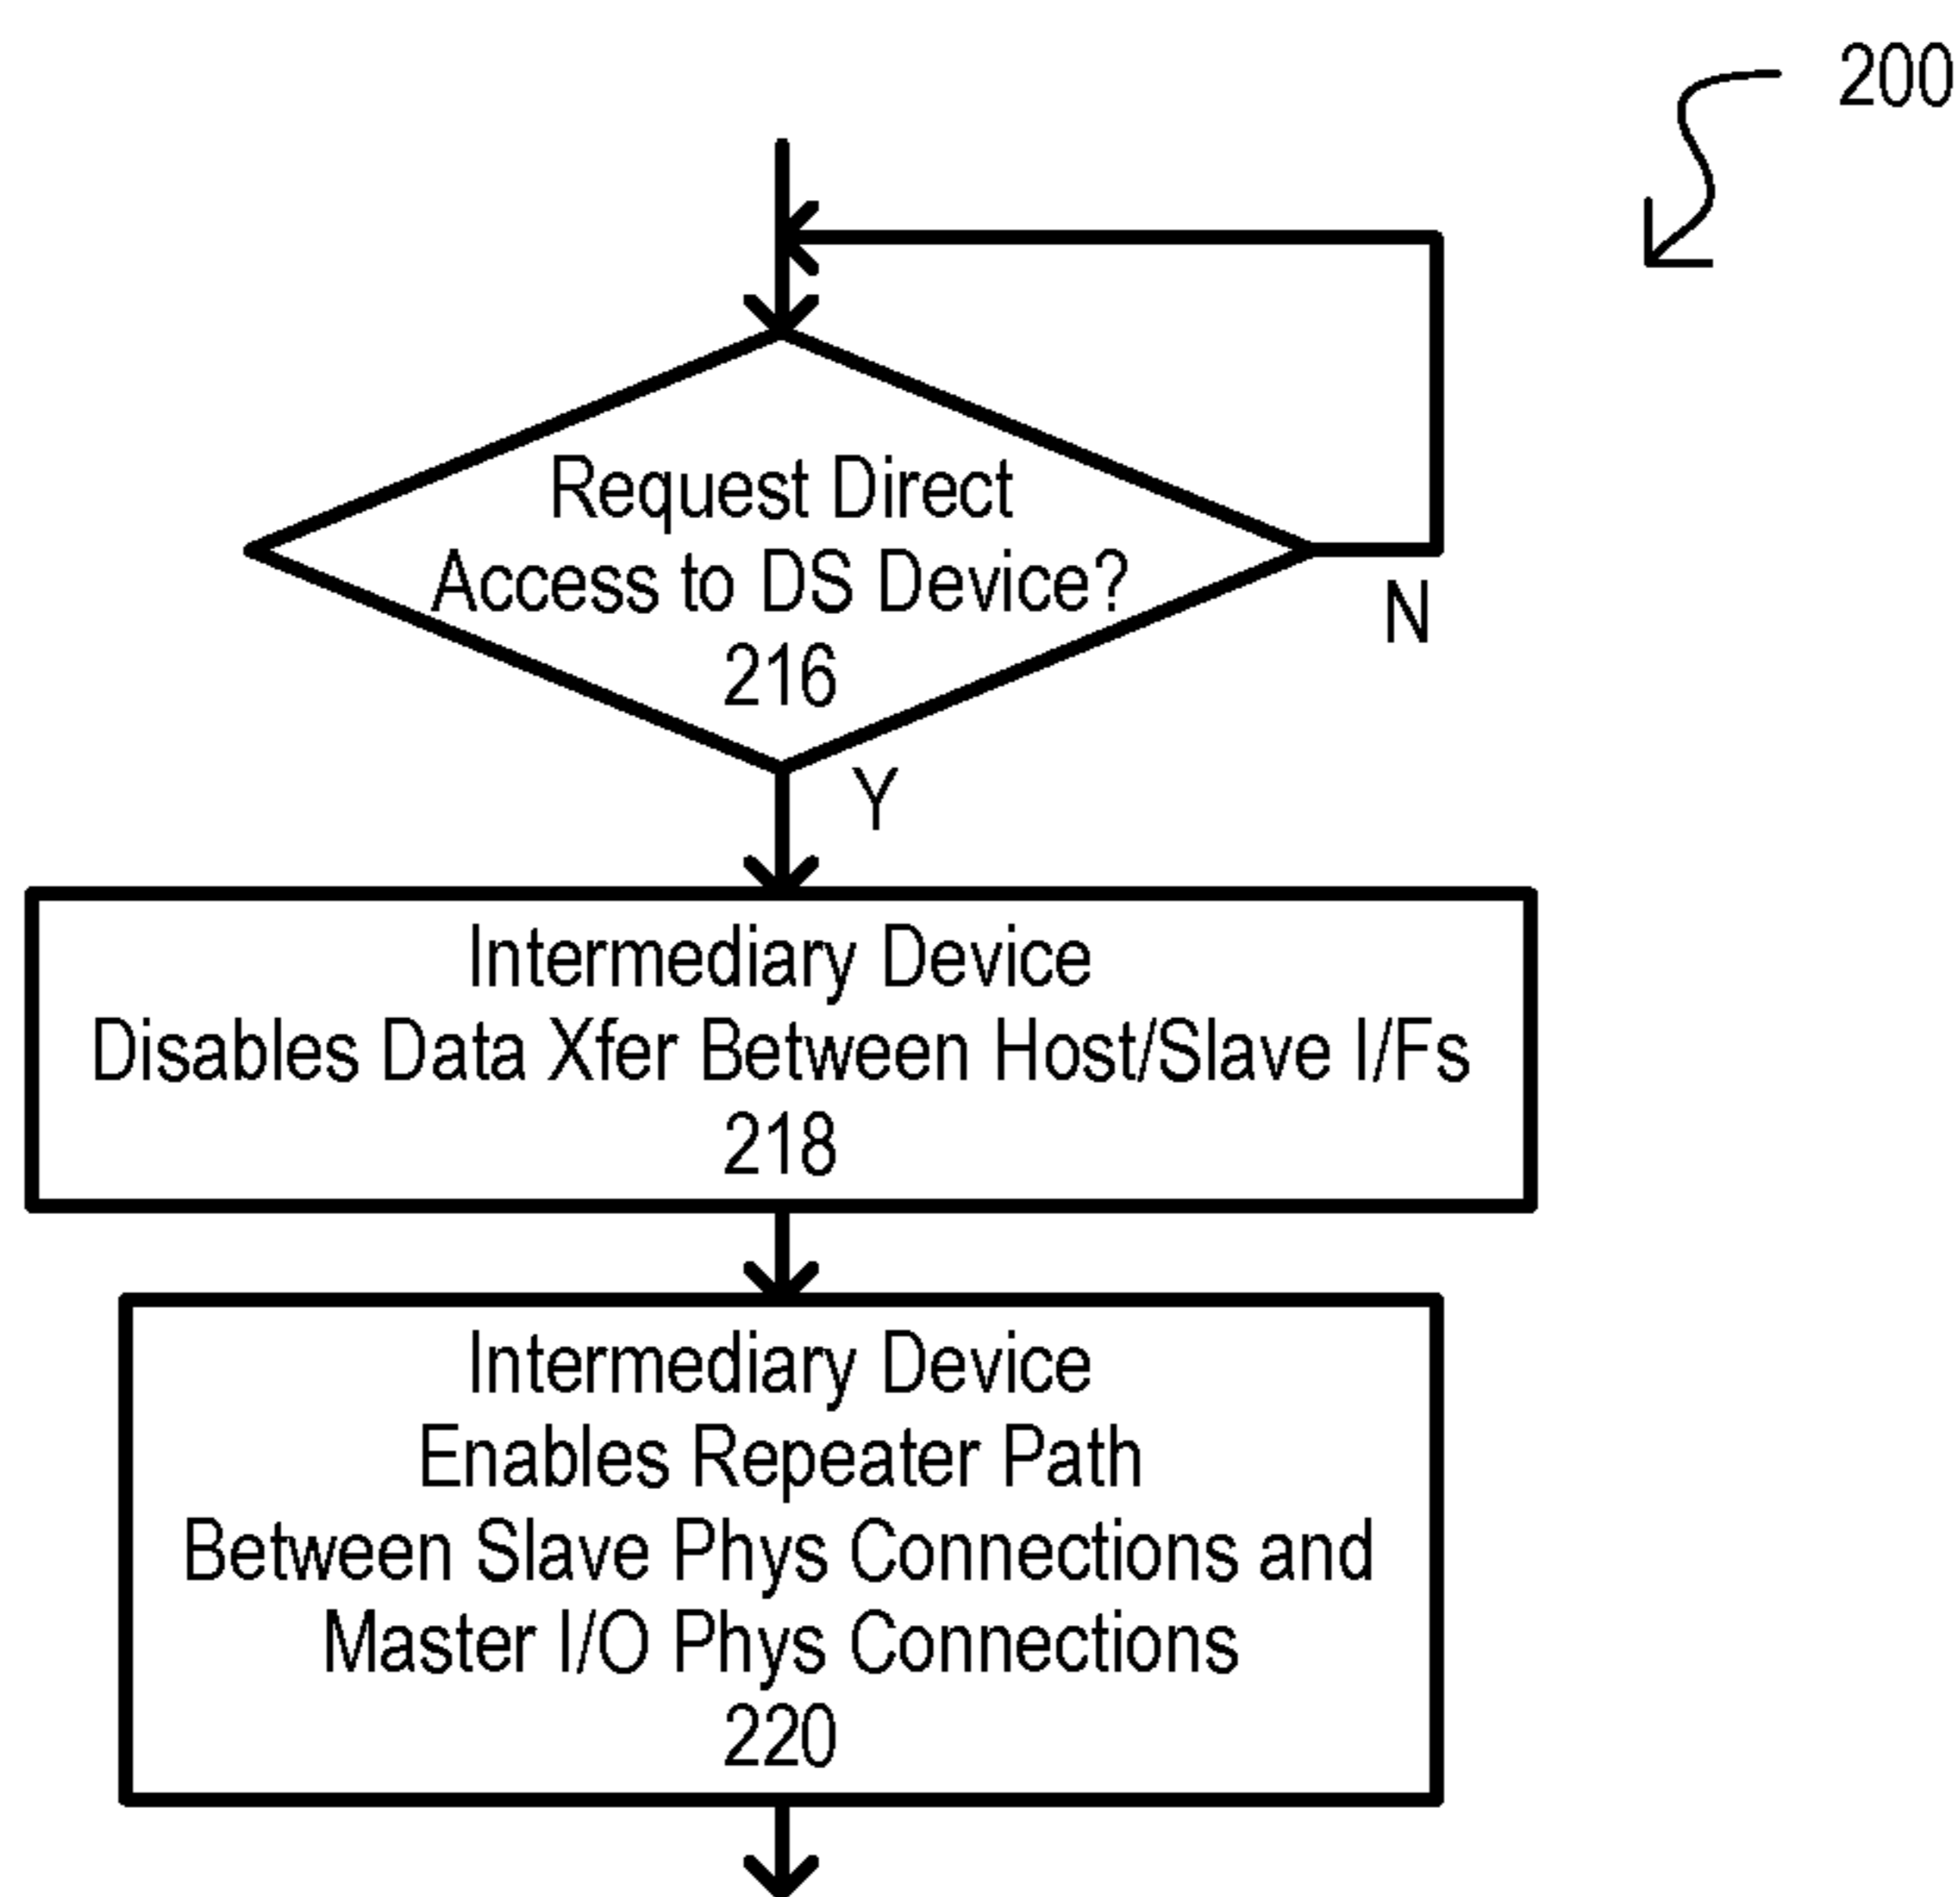 200
Request Direct
Access to DS Device?
216
N
Y
Intermediary Device
Disables Data Xfer Between Host/Slave I/Fs
218
Intermediary Device
Enables Repeater Path
Between Slave Phys Connections and
Master I/O Phys Connections
220